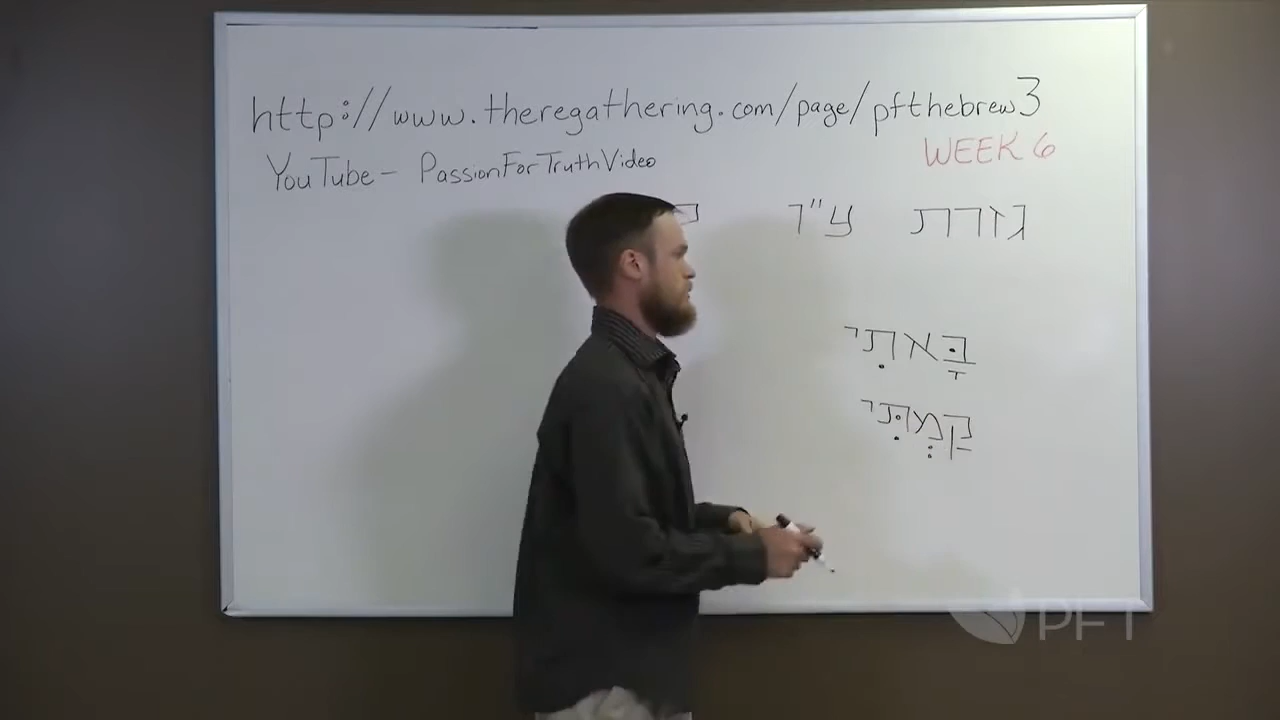 http://www.theregathering.com/page/pfthebrew3
WEEK 6
YouTube- PassionForTruthVideo
גזרת ע"ו
בָּאתִי
קַמְתִּי
PFT